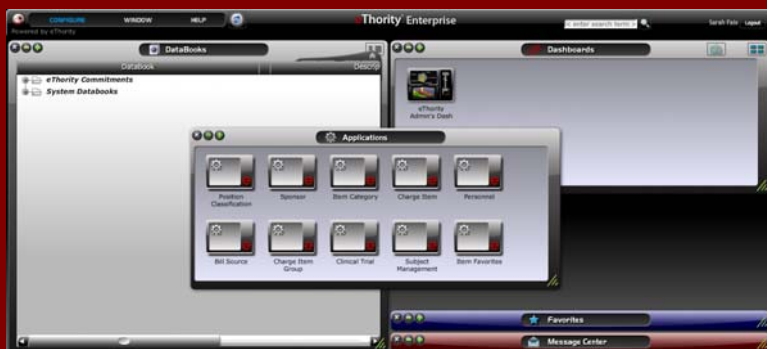 CONFIGURE WINDOW HELP
eThority Enterprise
< enter search term >
Sarah Fale Logout
Powered by eThority
DataBooks
DataBook Descrip
eThority Commitments
System Databooks
Dashboards
eThority
Admin's Dash
Applications
Position
Classification
Sponsor
Item Category
Charge Item
Personnel
Bill Source
Charge Item
Group
Clinical Trial
Subject
Management
Item Favorites
Favorites
Message Center